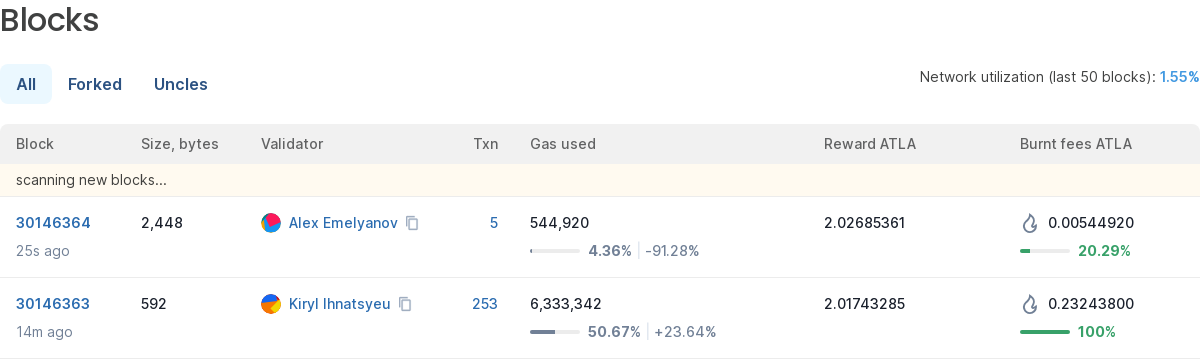 Blocks
All Forked Uncles
Network utilization (last 50 blocks): 1.55%
Block Size, bytes Validator Txn Gas used Reward ATLA Burnt fees ATLA
scanning new blocks...
30146364 2,448 Alex Emelyanov 5 544,920 2.02685361 0.00544920
25s ago 4.36% -91.28% 20.29%
30146363 592 Kiryl Ihnatsyeu 253 6,333,342 2.01743285 0.23243800
14m ago 50.67% +23.64% 100%